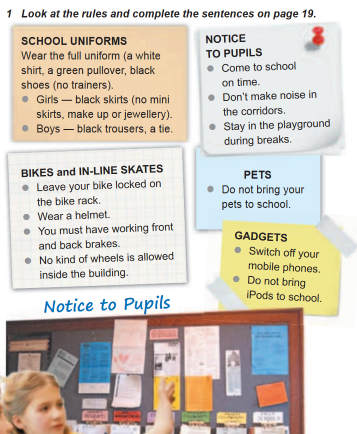 1 Look at the rules and complete the sentences on page 19.
SCHOOL UNIFORMS
Wear the full uniform (a white
shirt, a green pullover, black
shoes (no trainers).
● Girls — black skirts (no mini
skirts, make up or jewellery).
● Boys — black trousers, a tie.
NOTICE
TO PUPILS
● Come to school
on time.
● Don't make noise in
the corridors.
● Stay in the playground
during breaks.
BIKES and IN-LINE SKATES
● Leave your bike locked on
the bike rack.
● Wear a helmet.
● You must have working front
and back brakes.
● No kind of wheels is allowed
inside the building.
PETS
● Do not bring your
pets to school.
GADGETS
● Switch off your
mobile phones.
● Do not bring
iPods to school.
Notice to Pupils